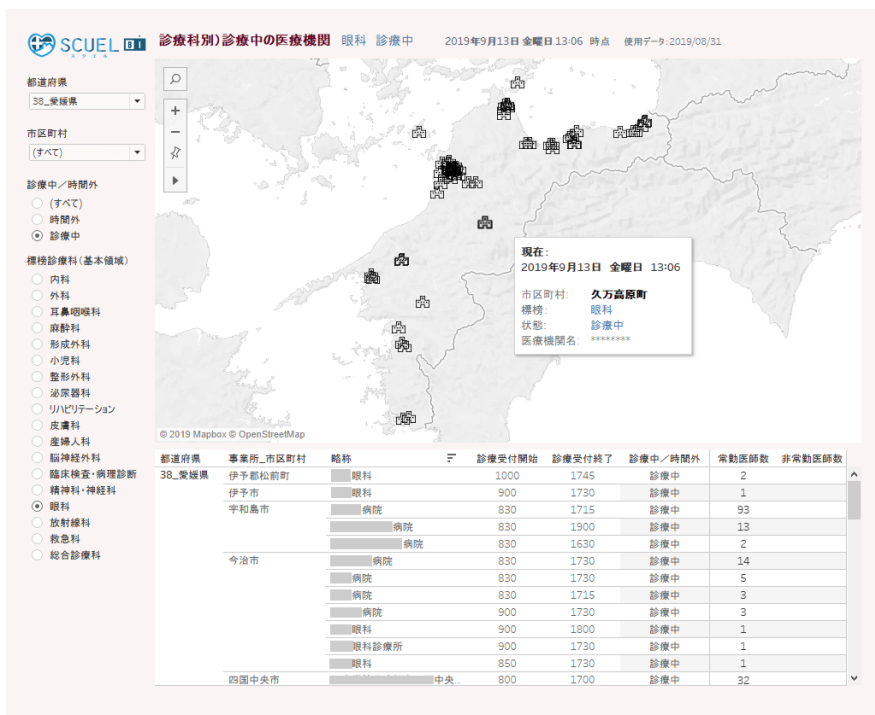 SCUEL BI
スクエル
診療科別)診療中の医療機関 眼科 診療中 2019年9月13日 金曜日 13:06 時点 使用データ:2019/08/31
都道府県
38_愛媛県
市区町村
(すべて)
診療中／時間外
(すべて)
時間外
診療中
標榜診療科(基本領域)
内科
外科
耳鼻咽喉科
麻酔科
形成外科
小児科
整形外科
泌尿器科
リハビリテーション
皮膚科
産婦人科
脳神経外科
臨床検査・病理診断
精神科・神経科
眼科
放射線科
救急科
総合診療科
現在:
2019年9月13日 金曜日 13:06
市区町村: 久万高原町
標榜: 眼科
状態: 診療中
医療機関名: ********
© 2019 Mapbox © OpenStreetMap
都道府県 事業所_市区町村 略称 診療受付開始 診療受付終了 診療中／時間外 常勤医師数 非常勤医師数
38_愛媛県 伊予郡松前町 眼科 1000 1745 診療中 2
伊予市 眼科 900 1730 診療中 1
宇和島市 病院 830 1715 診療中 93
病院 830 1900 診療中 13
病院 830 1630 診療中 2
今治市 病院 830 1730 診療中 14
病院 830 1730 診療中 5
病院 830 1715 診療中 3
病院 900 1730 診療中 3
眼科 900 1800 診療中 1
眼科診療所 900 1730 診療中 1
眼科 850 1730 診療中 1
四国中央市 中央.. 800 1700 診療中 32